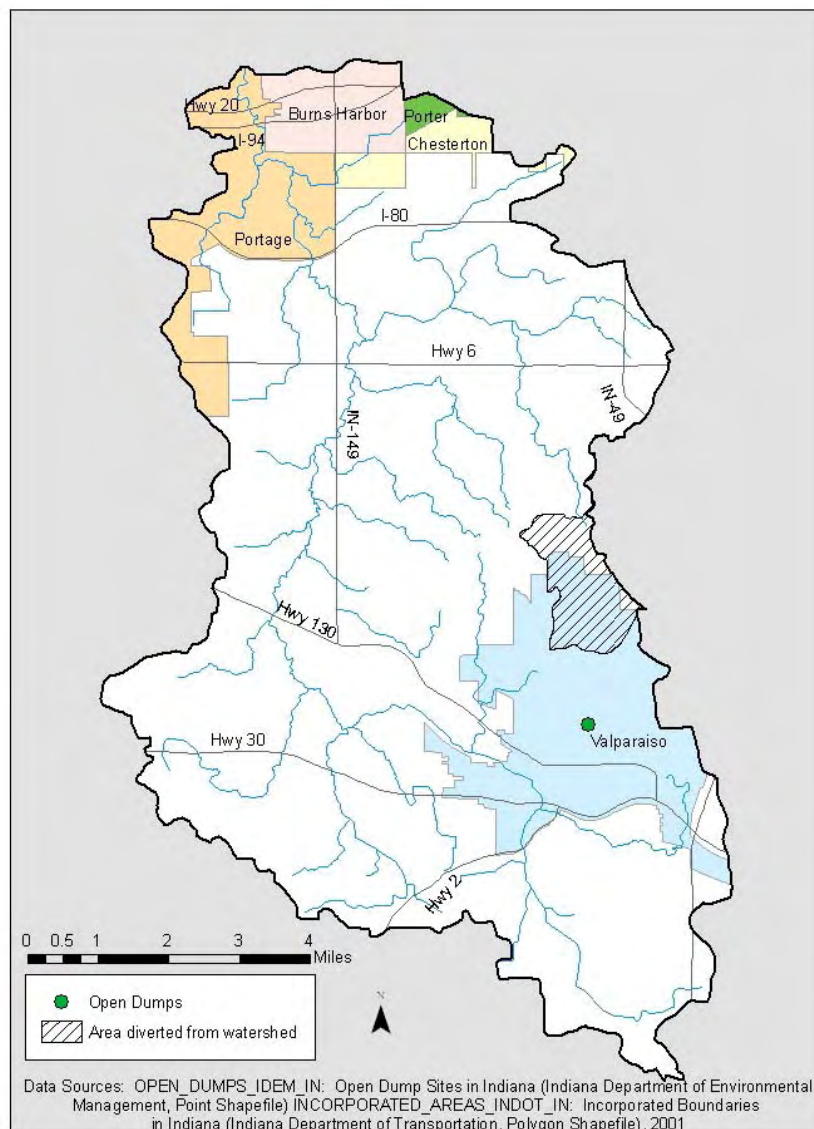 Hwy 20
Burns Harbor
Porter
I-94
Chesterton
I-80
Portage
Hwy 6
IN-49
IN-149
Hwy 130
Hwy 30
Valparaiso
Hwy 2
0 0.5 1 2 3 4
Miles
N
Open Dumps
Area diverted from watershed
Data Sources: OPEN_DUMPS_IDEM_IN: Open Dump Sites in Indiana (Indiana Department of Environmental
Management, Point Shapefile) INCORPORATED_AREAS_INDOT_IN: Incorporated Boundaries
in Indiana (Indiana Department of Transportation, Polygon Shapefile), 2001